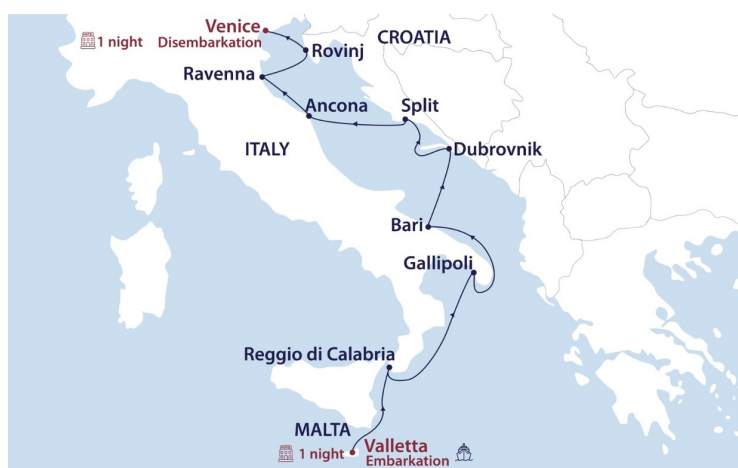 Venice
Disembarkation
1 night
CROATIA
Rovinj
Ravenna
Ancona
Split
ITALY
Dubrovnik
Bari
Gallipoli
Reggio di Calabria
MALTA
1 night
Valletta
Embarkation